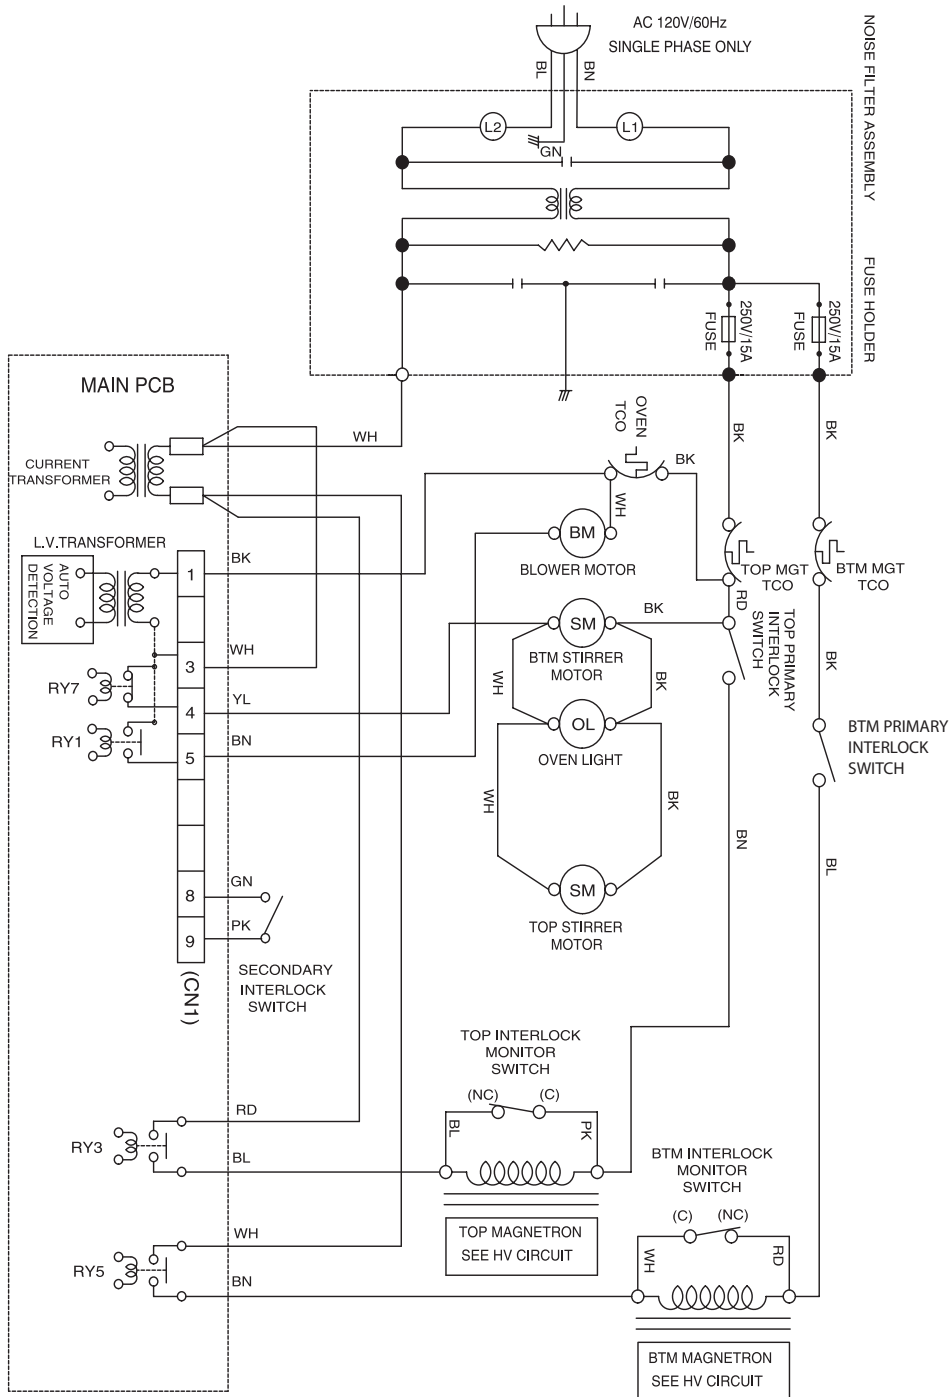 AC 120V/60Hz
SINGLE PHASE ONLY
BL
BN
NOISE FILTER ASSEMBLY
L2
L1
GN
FUSE HOLDER
250V/15A
FUSE
250V/15A
FUSE
MAIN PCB
CURRENT
TRANSFORMER
WH
OVEN
TCO
BK
BK
BK
WH
L.V.TRANSFORMER
AUTO
VOLTAGE
DETECTION
1
BK
BM
BLOWER MOTOR
TOP MGT
TCO
BTM MGT
TCO
RD
TOP PRIMARY
INTERLOCK
SWITCH
3
WH
RY7
4
YL
RY1
5
BN
SM
BK
BTM STIRRER
MOTOR
WH
BK
OL
OVEN LIGHT
BK
BTM PRIMARY
INTERLOCK
SWITCH
WH
BK
BN
BL
SM
TOP STIRRER
MOTOR
8
GN
9
PK
(CN1)
SECONDARY
INTERLOCK
SWITCH
TOP INTERLOCK
MONITOR
SWITCH
(NC)
(C)
BL
PK
RY3
RD
BL
TOP MAGNETRON
SEE HV CIRCUIT
BTM INTERLOCK
MONITOR
SWITCH
(C)
(NC)
WH
RD
RY5
WH
BN
BTM MAGNETRON
SEE HV CIRCUIT